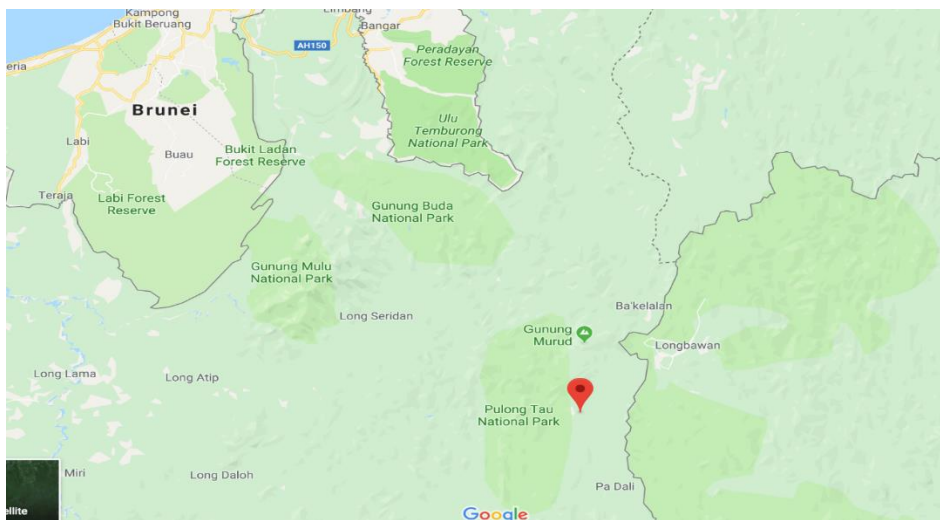 Kampong
Bukit Beruang
Limbang
Bangar
eria
AH150
Peradayan
Forest Reserve
Brunei
Ulu
Temburong
National Park
Labi
Buau
Bukit Ladan
Forest Reserve
Teraja
Labi Forest
Reserve
Gunung Buda
National Park
Gunung Mulu
National Park
Ba'kelalan
Long Seridan
Gunung
Murud
Longbawan
Long Lama
Long Atip
Pulong Tau
National Park
Miri
Long Daloh
Pa Dali
ellite
Google